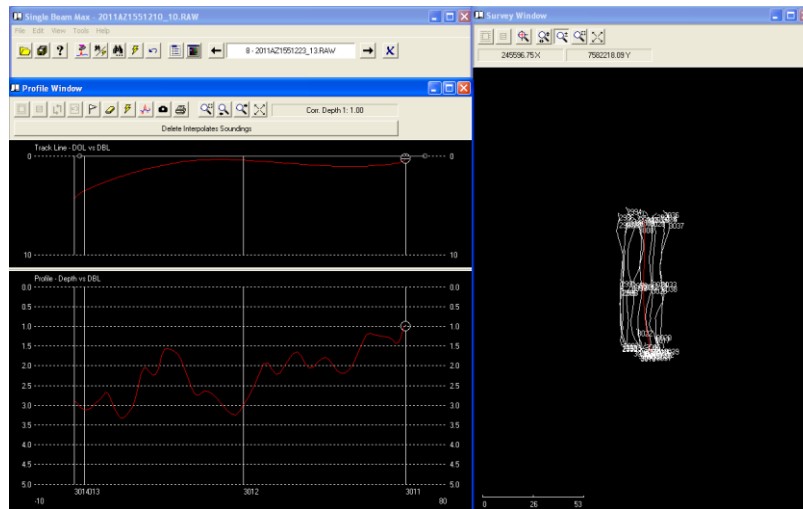 Single Beam Max - 2011AZ1551210_10.RAW
File Edit View Tools Help
8 - 2011AZ1551223_13.RAW
X
Profile Window
Corr. Depth 1: 1.00
Delete Interpolates Soundings
Track Line - DOL vs DBL
0 0
10 10
Profile - Depth vs DBL
0.0 0.0
0.5 0.5
1.0 1.0
1.5 1.5
2.0 2.0
2.5 2.5
3.0 3.0
3.5 3.5
4.0 4.0
4.5 4.5
5.0 5.0
3012 3011
-10 80
Survey Window
245596.75 X 7582218.09 Y
0 26 53